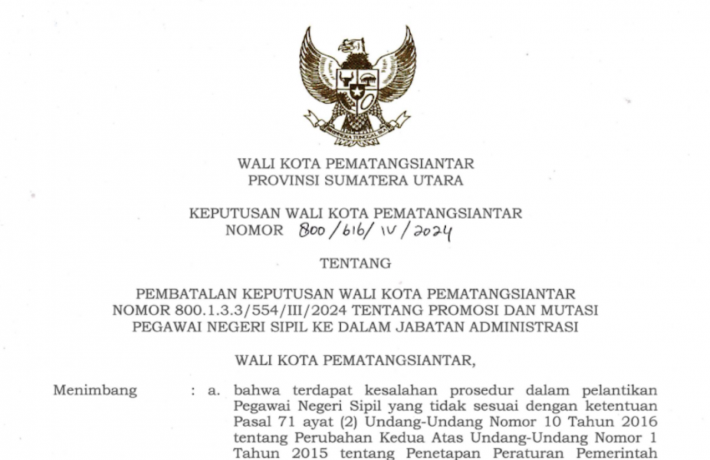 WALI KOTA PEMATANGSIANTAR
PROVINSI SUMATERA UTARA
KEPUTUSAN WALI KOTA PEMATANGSIANTAR
NOMOR 800/616/IV/2024
TENTANG
PEMBATALAN KEPUTUSAN WALI KOTA PEMATANGSIANTAR
NOMOR 800.1.3.3/554/III/2024 TENTANG PROMOSI DAN MUTASI
PEGAWAI NEGERI SIPIL KE DALAM JABATAN ADMINISTRASI
WALI KOTA PEMATANGSIANTAR,
Menimbang : a. bahwa terdapat kesalahan prosedur dalam pelantikan
Pegawai Negeri Sipil yang tidak sesuai dengan ketentuan
Pasal 71 ayat (2) Undang-Undang Nomor 10 Tahun 2016
tentang Perubahan Kedua Atas Undang-Undang Nomor 1
Tahun 2015 tentang Penetapan Peraturan Pemerintah